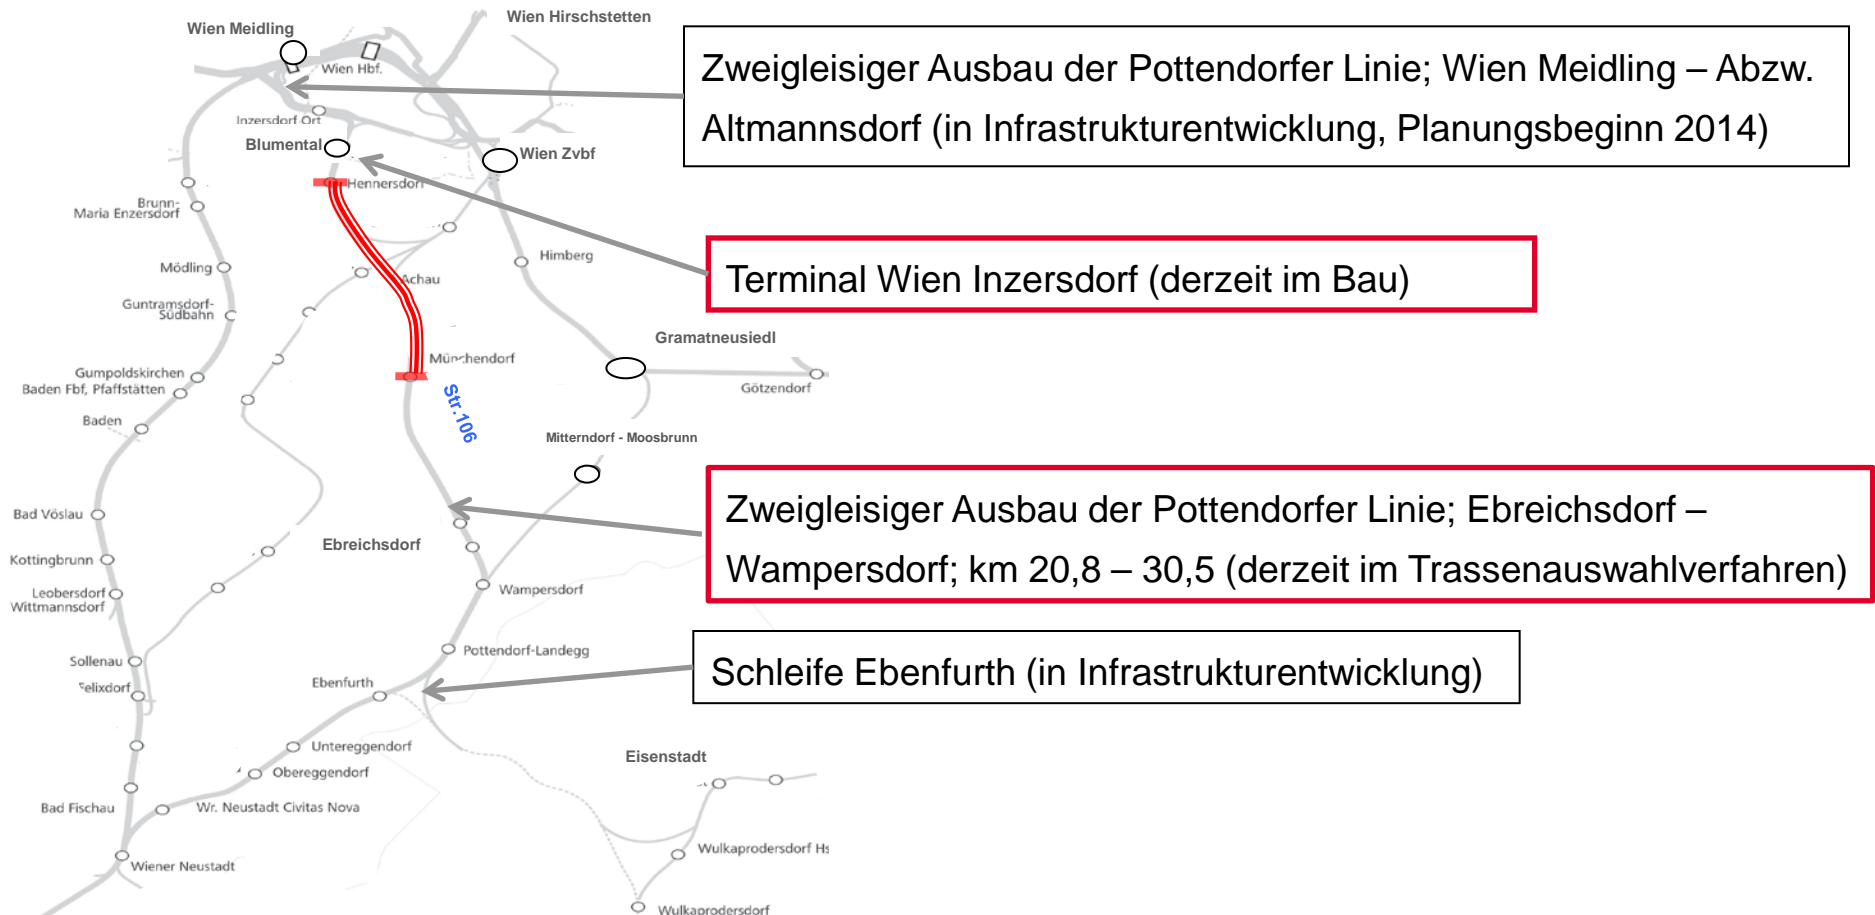 Wien Hirschstetten
Wien Meidling
Wien Hbf.
Zweigleisiger Ausbau der Pottendorfer Linie; Wien Meidling – Abzw.
Altmannsdorf (in Infrastrukturentwicklung, Planungsbeginn 2014)
Inzersdorf Ort
Blumental
Wien Zvbf
Hennersdorf
Brunn-
Maria Enzersdorf
Himberg
Mödling
Achau
Terminal Wien Inzersdorf (derzeit im Bau)
Guntramsdorf-
Südbahn
Gramatneusiedl
Münchendorf
Gumpoldskirchen
Baden Fbf, Pfaffstätten
Götzendorf
Str.106
Baden
Mitterndorf - Moosbrunn
Zweigleisiger Ausbau der Pottendorfer Linie; Ebreichsdorf –
Wampersdorf; km 20,8 – 30,5 (derzeit im Trassenauswahlverfahren)
Bad Vöslau
Ebreichsdorf
Kottingbrunn
Wampersdorf
Leobersdorf
Wittmannsdorf
Pottendorf-Landegg
Sollenau
Schleife Ebenfurth (in Infrastrukturentwicklung)
Ebenfurth
Felixdorf
Untereggendorf
Eisenstadt
Obereggendorf
Bad Fischau
Wr. Neustadt Civitas Nova
Wulkaprodersdorf Hs
Wiener Neustadt
Wulkaprodersdorf